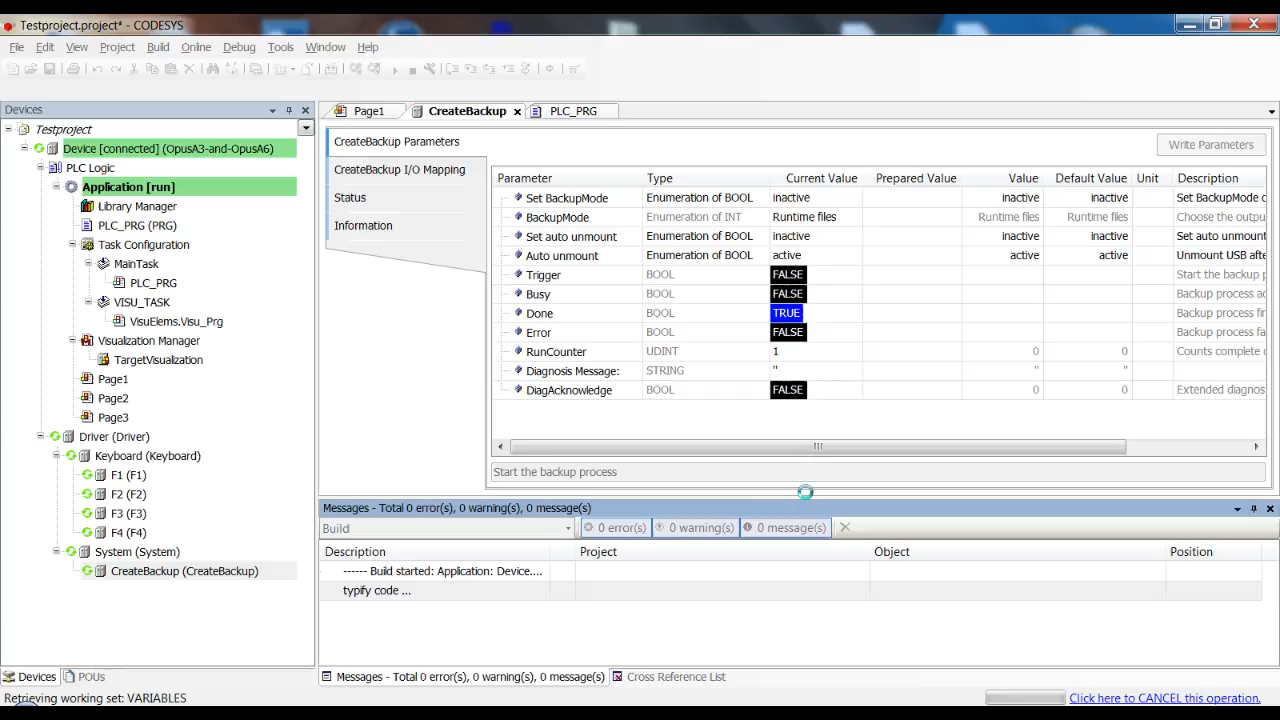 Testproject.project* - CODESYS
File Edit View Project Build Online Debug Tools Window Help
Devices
Testproject
Device [connected] (OpusA3-and-OpusA6)
PLC Logic
Application [run]
Library Manager
PLC_PRG (PRG)
Task Configuration
MainTask
PLC_PRG
VISU_TASK
VisuElems.Visu_Prg
Visualization Manager
TargetVisualization
Page1
Page2
Page3
Driver (Driver)
Keyboard (Keyboard)
F1 (F1)
F2 (F2)
F3 (F3)
F4 (F4)
System (System)
CreateBackup (CreateBackup)
Devices POUs
Page1 CreateBackup PLC_PRG
CreateBackup Parameters
CreateBackup I/O Mapping
Status
Information
Write Parameters
Parameter Type Current Value Prepared Value Value Default Value Unit Description
Set BackupMode Enumeration of BOOL inactive inactive inactive Set BackupMode c
BackupMode Enumeration of INT Runtime files Runtime files Runtime files Choose the outpu
Set auto unmount Enumeration of BOOL inactive inactive inactive Set auto unmount
Auto unmount Enumeration of BOOL active active active Unmount USB afte
Trigger BOOL FALSE Start the backup p
Busy BOOL FALSE Backup process ac
Done BOOL TRUE Backup process fir
Error BOOL FALSE Backup process fa
RunCounter UDINT 1 0 0 Counts complete c
Diagnosis Message: STRING '' '' ''
DiagAcknowledge BOOL FALSE 0 0 Extended diagnos
Start the backup process
Messages - Total 0 error(s), 0 warning(s), 0 message(s)
Build 0 error(s) 0 warning(s) 0 message(s)
Description Project Object Position
------ Build started: Application: Device....
typify code ...
Messages - Total 0 error(s), 0 warning(s), 0 message(s) Cross Reference List
Retrieving working set: VARIABLES Click here to CANCEL this operation.